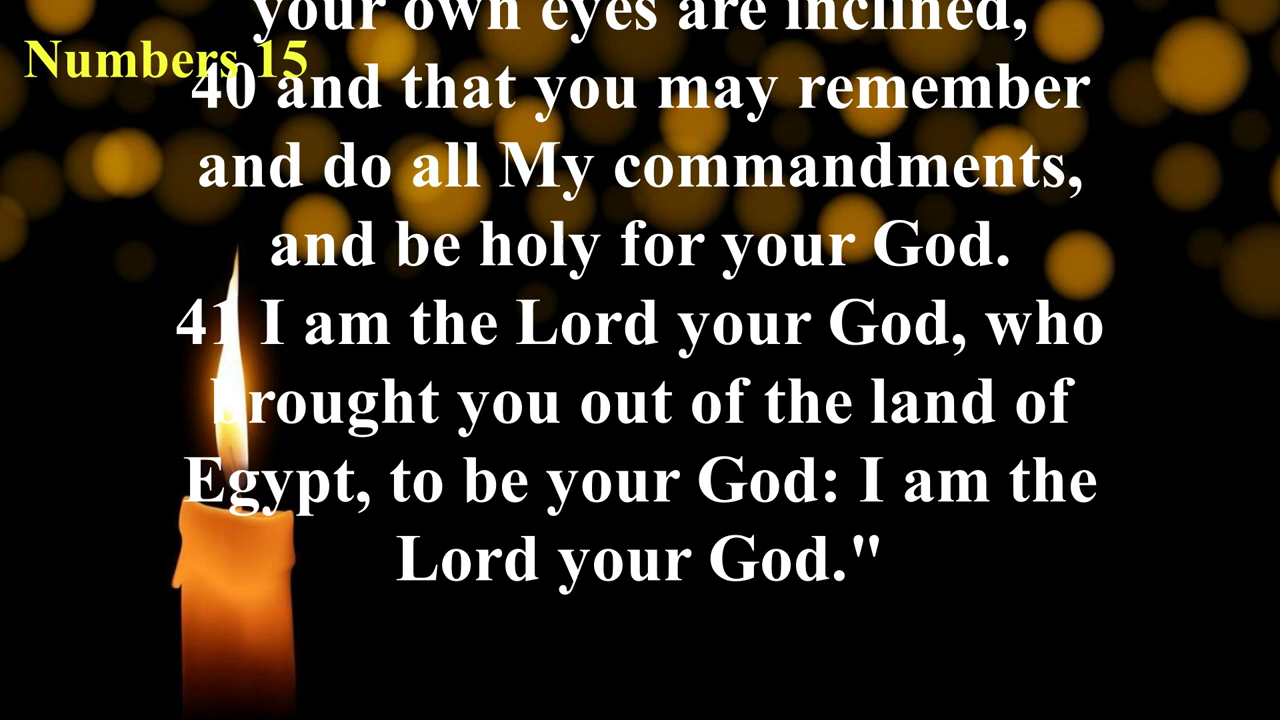 your own eyes are inclined,
Numbers 15
40 and that you may remember
and do all My commandments,
and be holy for your God.
41 I am the Lord your God, who
brought you out of the land of
Egypt, to be your God: I am the
Lord your God."